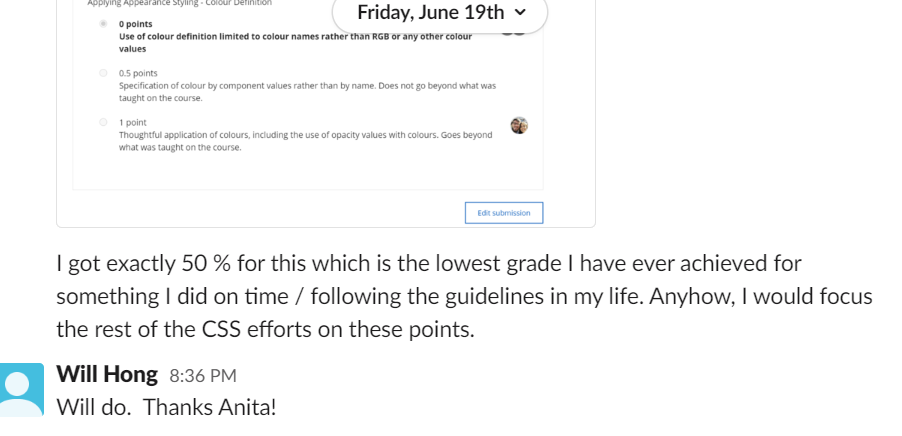 Applying Appearance Styling - Colour Definition
Friday, June 19th
0 points
Use of colour definition limited to colour names rather than RGB or any other colour
values
0.5 points
Specification of colour by component values rather than by name. Does not go beyond what was
taught on the course.
1 point
Thoughtful application of colours, including the use of opacity values with colours. Goes beyond
what was taught on the course.
Edit submission
I got exactly 50 % for this which is the lowest grade I have ever achieved for
something I did on time / following the guidelines in my life. Anyhow, I would focus
the rest of the CSS efforts on these points.
Will Hong 8:36 PM
Will do. Thanks Anita!